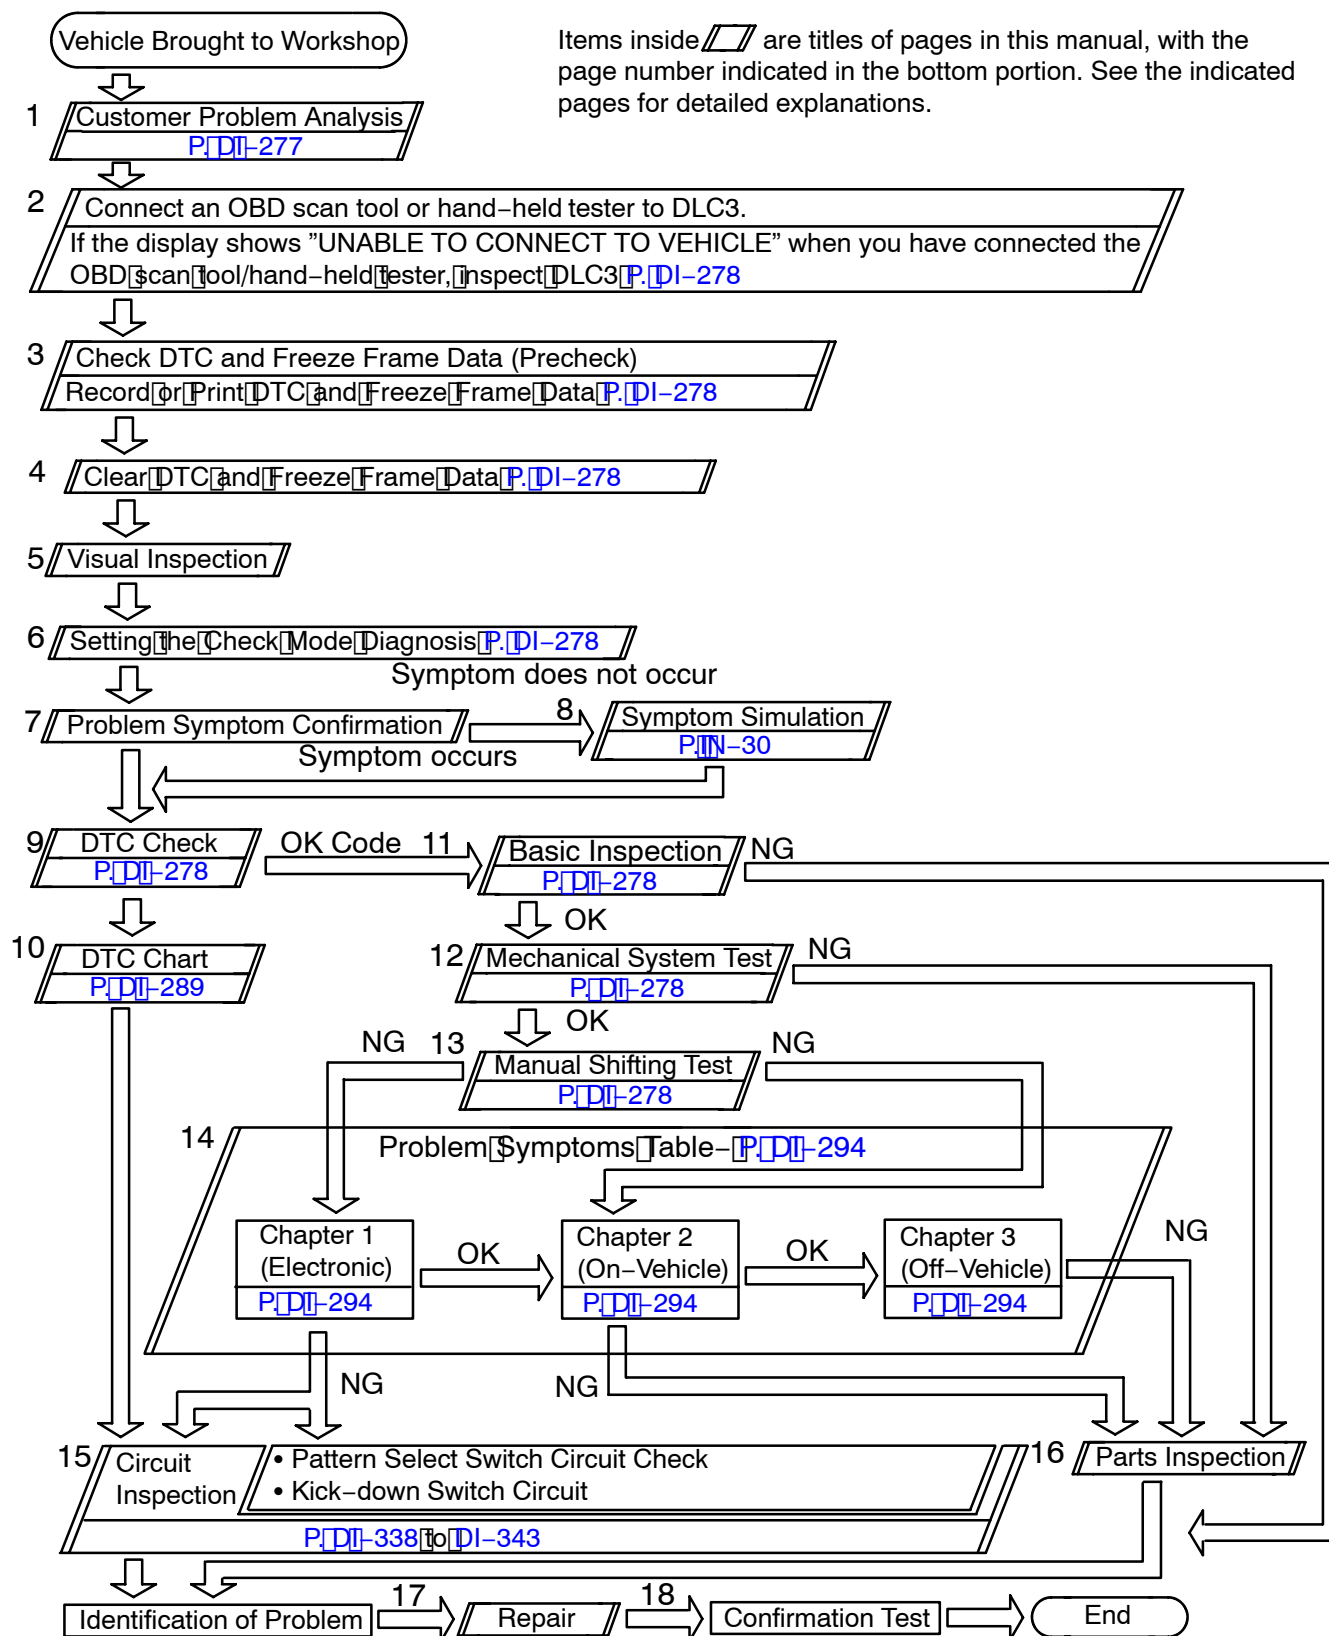 Vehicle Brought to Workshop
Items inside are titles of pages in this manual, with the
page number indicated in the bottom portion. See the indicated
pages for detailed explanations.
1
Customer Problem Analysis
P. DI–277
2
Connect an OBD scan tool or hand–held tester to DLC3.
If the display shows ”UNABLE TO CONNECT TO VEHICLE” when you have connected the
OBD scan tool/hand–held tester, inspect DLC3 P. DI–278
3
Check DTC and Freeze Frame Data (Precheck)
Record or Print DTC and Freeze Frame Data P. DI–278
4
Clear DTC and Freeze Frame Data P. DI–278
5
Visual Inspection
6
Setting the Check Mode Diagnosis P. DI–278
Symptom does not occur
7
Problem Symptom Confirmation
8
Symptom Simulation
P. IN–30
Symptom occurs
9
DTC Check
P. DI–278
OK Code
11
Basic Inspection
P. DI–278
NG
OK
10
DTC Chart
P. DI–289
12
Mechanical System Test
P. DI–278
NG
OK
NG
13
Manual Shifting Test
P. DI–278
NG
14
Problem Symptoms Table– P. DI–294
Chapter 1
(Electronic)
P. DI–294
OK
Chapter 2
(On–Vehicle)
P. DI–294
OK
Chapter 3
(Off–Vehicle)
P. DI–294
NG
NG
NG
15
Circuit
Inspection
• Pattern Select Switch Circuit Check
• Kick–down Switch Circuit
P. DI–338 to DI–343
16
Parts Inspection
Identification of Problem
17
Repair
18
Confirmation Test
End